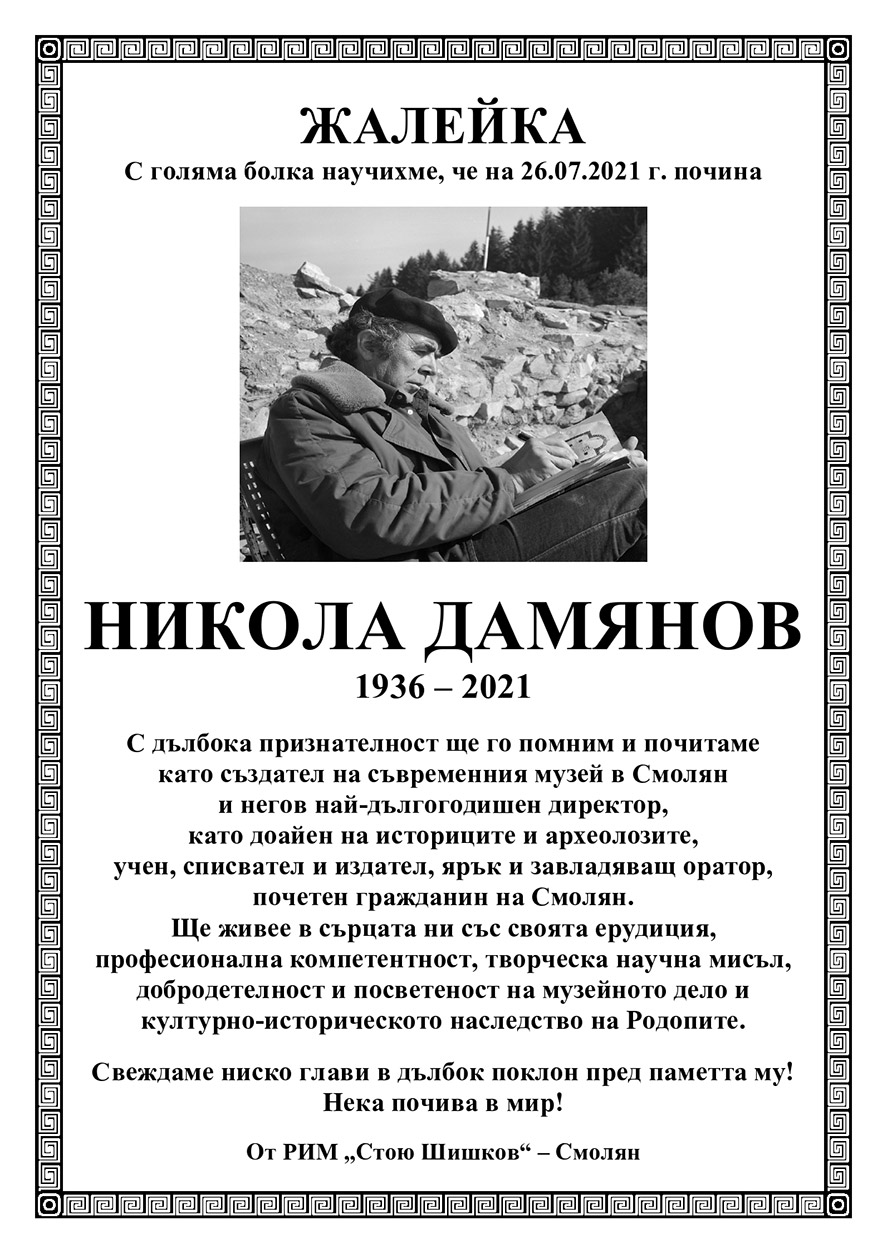 ЖАЛЕЙКА
С голяма болка научихме, че на 26.07.2021 г. почина
НИКОЛА ДАМЯНОВ
1936 – 2021
С дълбока признателност ще го помним и почитаме
като създател на съвременния музей в Смолян
и негов най-дългогодишен директор,
като доайен на историците и археолозите,
учен, списвател и издател, ярък и завладяващ оратор,
почетен гражданин на Смолян.
Ще живее в сърцата ни със своята ерудиция,
професионална компетентност, творческа научна мисъл,
добродетелност и посветеност на музейното дело и
културно-историческото наследство на Родопите.
Свеждаме ниско глави в дълбок поклон пред паметта му!
Нека почива в мир!
От РИМ „Стою Шишков“ – Смолян